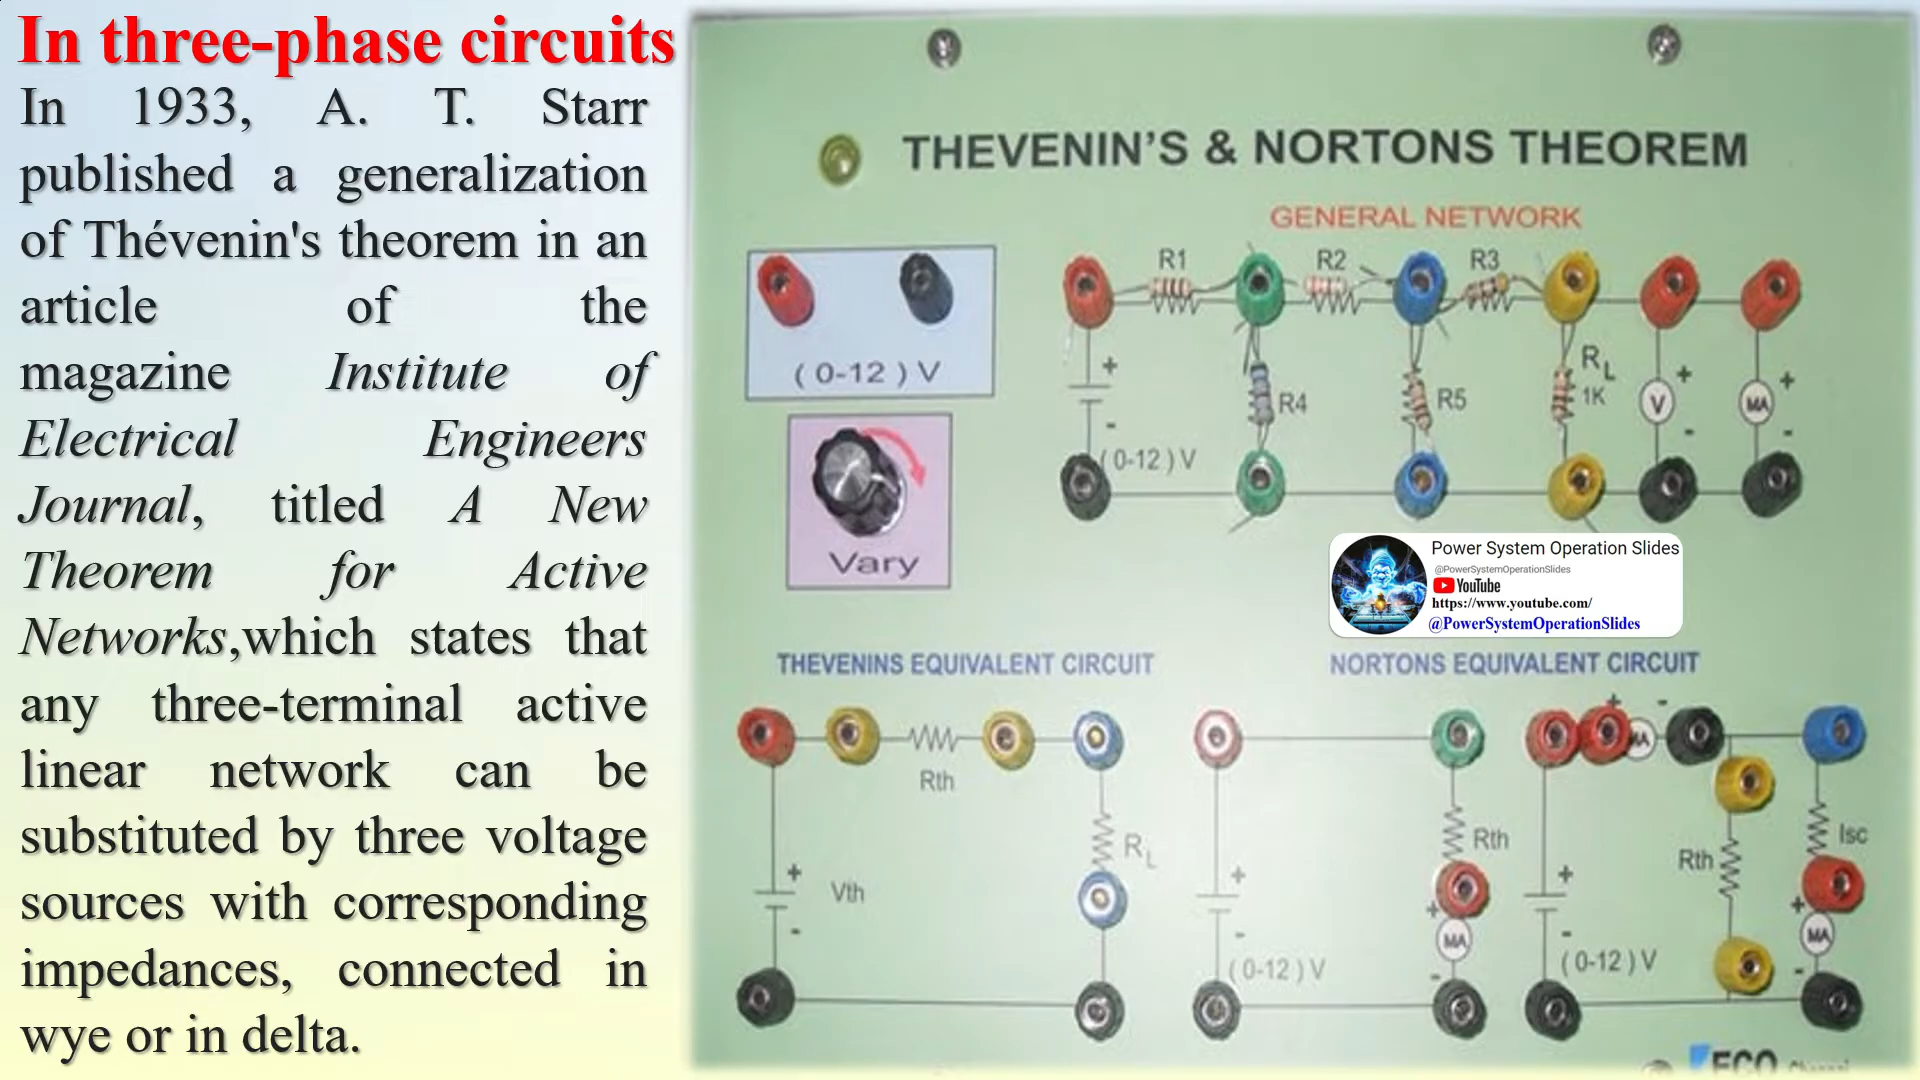 In three-phase circuits
In 1933, A. T. Starr
published a generalization
of Thévenin's theorem in an
article of the
magazine Institute of
Electrical Engineers
Journal, titled A New
Theorem for Active
Networks,which states that
any three-terminal active
linear network can be
substituted by three voltage
sources with corresponding
impedances, connected in
wye or in delta.
THEVENIN'S & NORTONS THEOREM
GENERAL NETWORK
( 0-12 ) V
Vary
R1 R2 R3
+
-
( 0-12 ) V
R4
R5
RL
1K
V
+
-
MA
+
-
Power System Operation Slides
@PowerSystemOperationSlides
YouTube
https://www.youtube.com/
@PowerSystemOperationSlides
THEVENINS EQUIVALENT CIRCUIT
Rth
+
Vth
-
RL
NORTONS EQUIVALENT CIRCUIT
+
-
( 0-12 ) V
Rth
+
MA
-
+
MA
-
+
-
( 0-12 ) V
Rth
Isc
+
MA
-
ECO